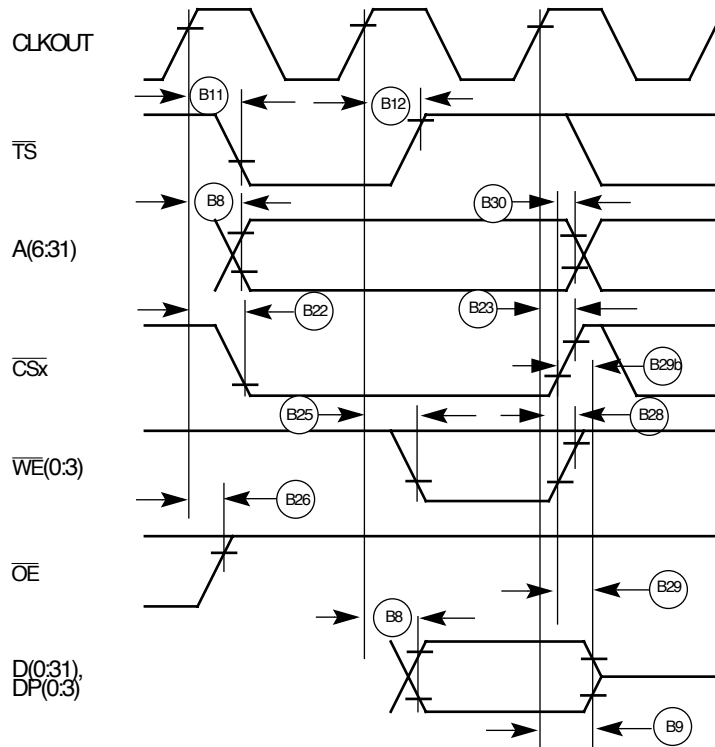 CLKOUT
B11
B12
TS
B8
B30
A(6:31)
B22
B23
CSx
B29b
B25
B28
WE(0:3)
B26
OE
B29
B8
D(0:31),
DP(0:3)
B9